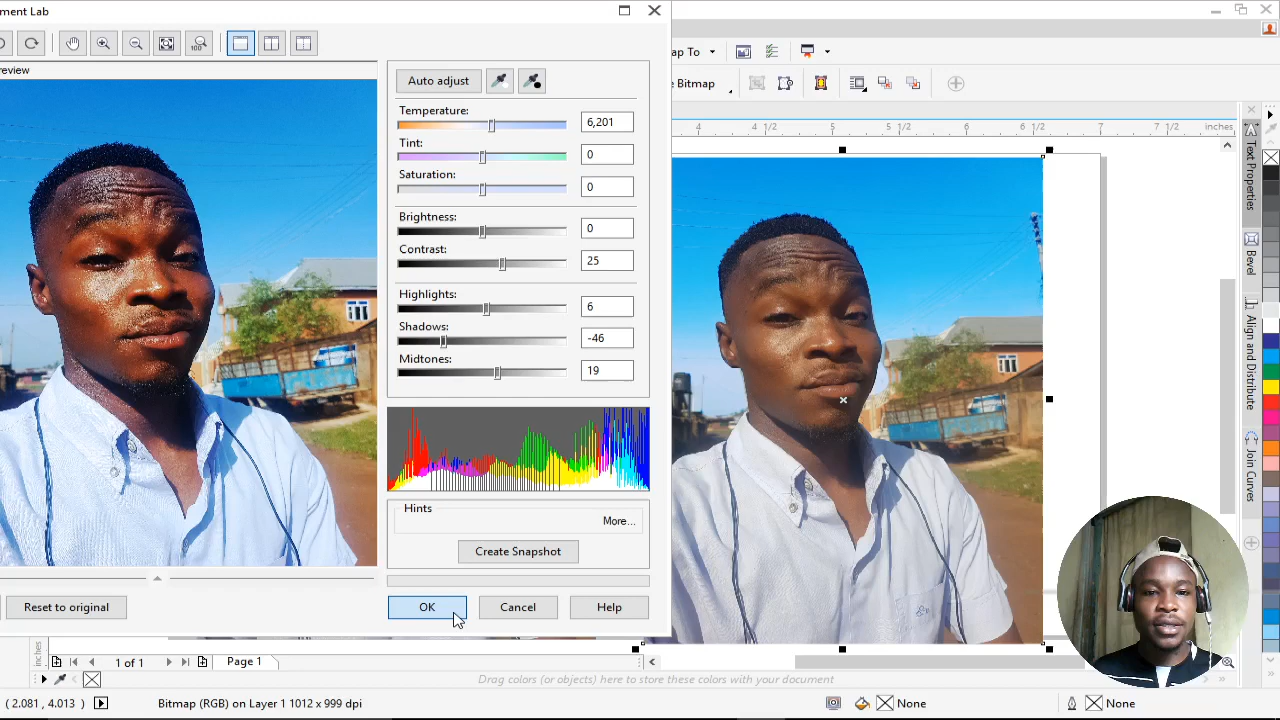 ment Lab
100
review
Auto adjust
Temperature:
6,201
Tint:
0
Saturation:
0
Brightness:
0
Contrast:
25
Highlights:
6
Shadows:
-46
Midtones:
19
Hints
More...
Create Snapshot
Reset to original
OK
Cancel
Help
ap To
e Bitmap
4
4 1/2
5
5 1/2
6
6 1/2
7
7 1/2
inches
Text Properties
Align and Distribute
Join Curves
inches
1 of 1
Page 1
Drag colors (or objects) here to store these colors with your document
( 2.081 , 4.013 )
Bitmap (RGB) on Layer 1 1012 x 999 dpi
None
None